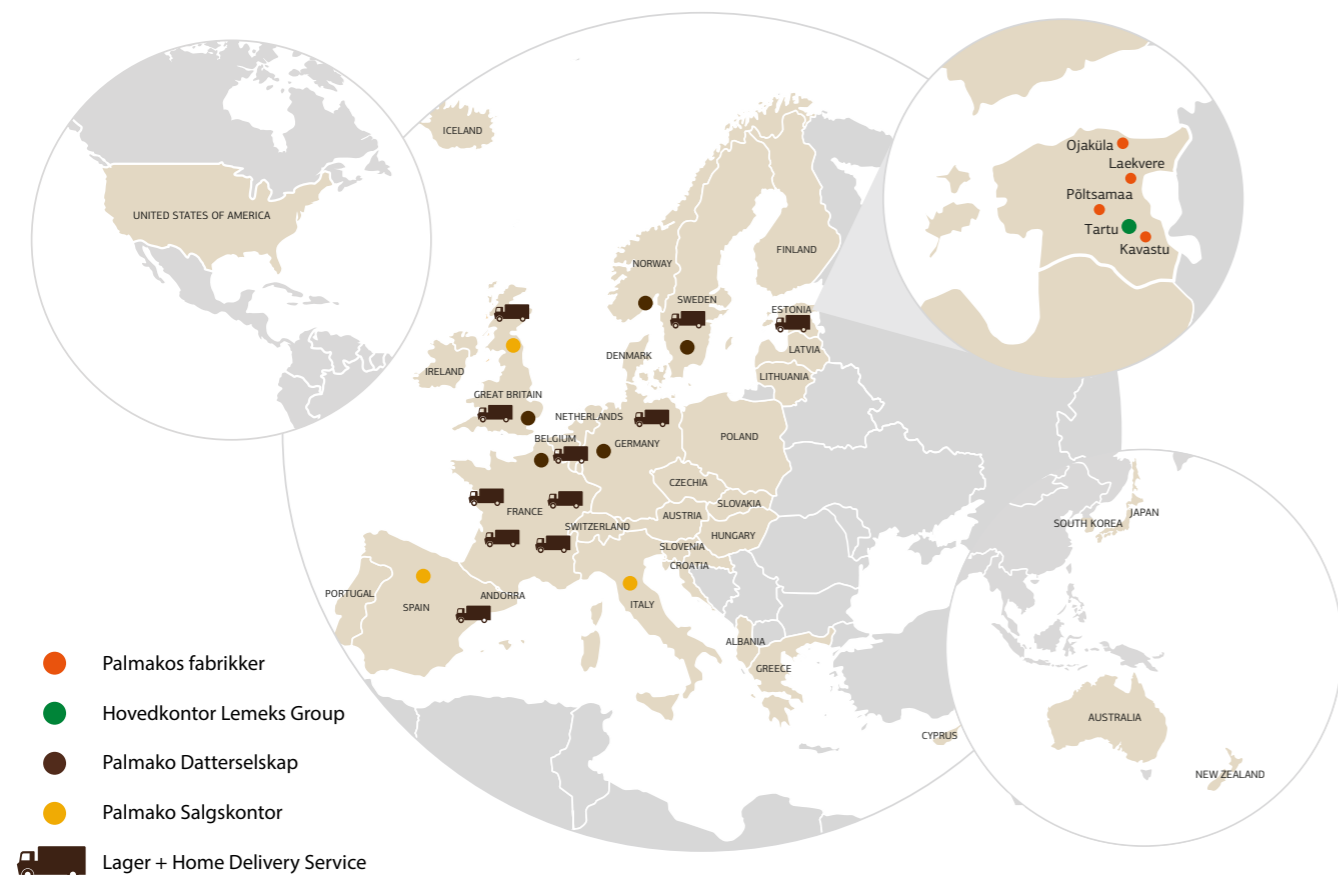 UNITED STATES OF AMERICA
ICELAND
NORWAY
SWEDEN
FINLAND
ESTONIA
LATVIA
LITHUANIA
DENMARK
IRELAND
GREAT BRITAIN
NETHERLANDS
BELGIUM
GERMANY
POLAND
CZECHIA
SLOVAKIA
AUSTRIA
HUNGARY
FRANCE
SWITZERLAND
SLOVENIA
CROATIA
PORTUGAL
SPAIN
ANDORRA
ITALY
ALBANIA
GREECE
CYPRUS
Ojaküla
Laekvere
Põltsamaa
Tartu
Kavastu
SOUTH KOREA
JAPAN
AUSTRALIA
NEW ZEALAND
Palmakos fabrikker
Hovedkontor Lemeks Group
Palmako Datterselskap
Palmako Salgskontor
Lager + Home Delivery Service